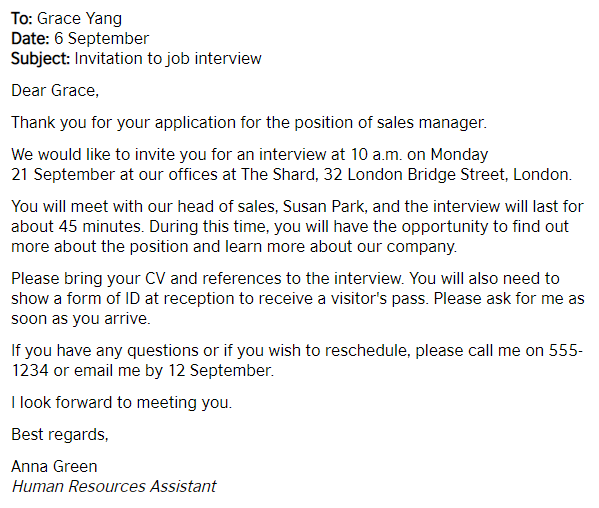 To: Grace Yang
Date: 6 September
Subject: Invitation to job interview
Dear Grace,
Thank you for your application for the position of sales manager.
We would like to invite you for an interview at 10 a.m. on Monday
21 September at our offices at The Shard, 32 London Bridge Street, London.
You will meet with our head of sales, Susan Park, and the interview will last for
about 45 minutes. During this time, you will have the opportunity to find out
more about the position and learn more about our company.
Please bring your CV and references to the interview. You will also need to
show a form of ID at reception to receive a visitor's pass. Please ask for me as
soon as you arrive.
If you have any questions or if you wish to reschedule, please call me on 555-
1234 or email me by 12 September.
I look forward to meeting you.
Best regards,
Anna Green
Human Resources Assistant